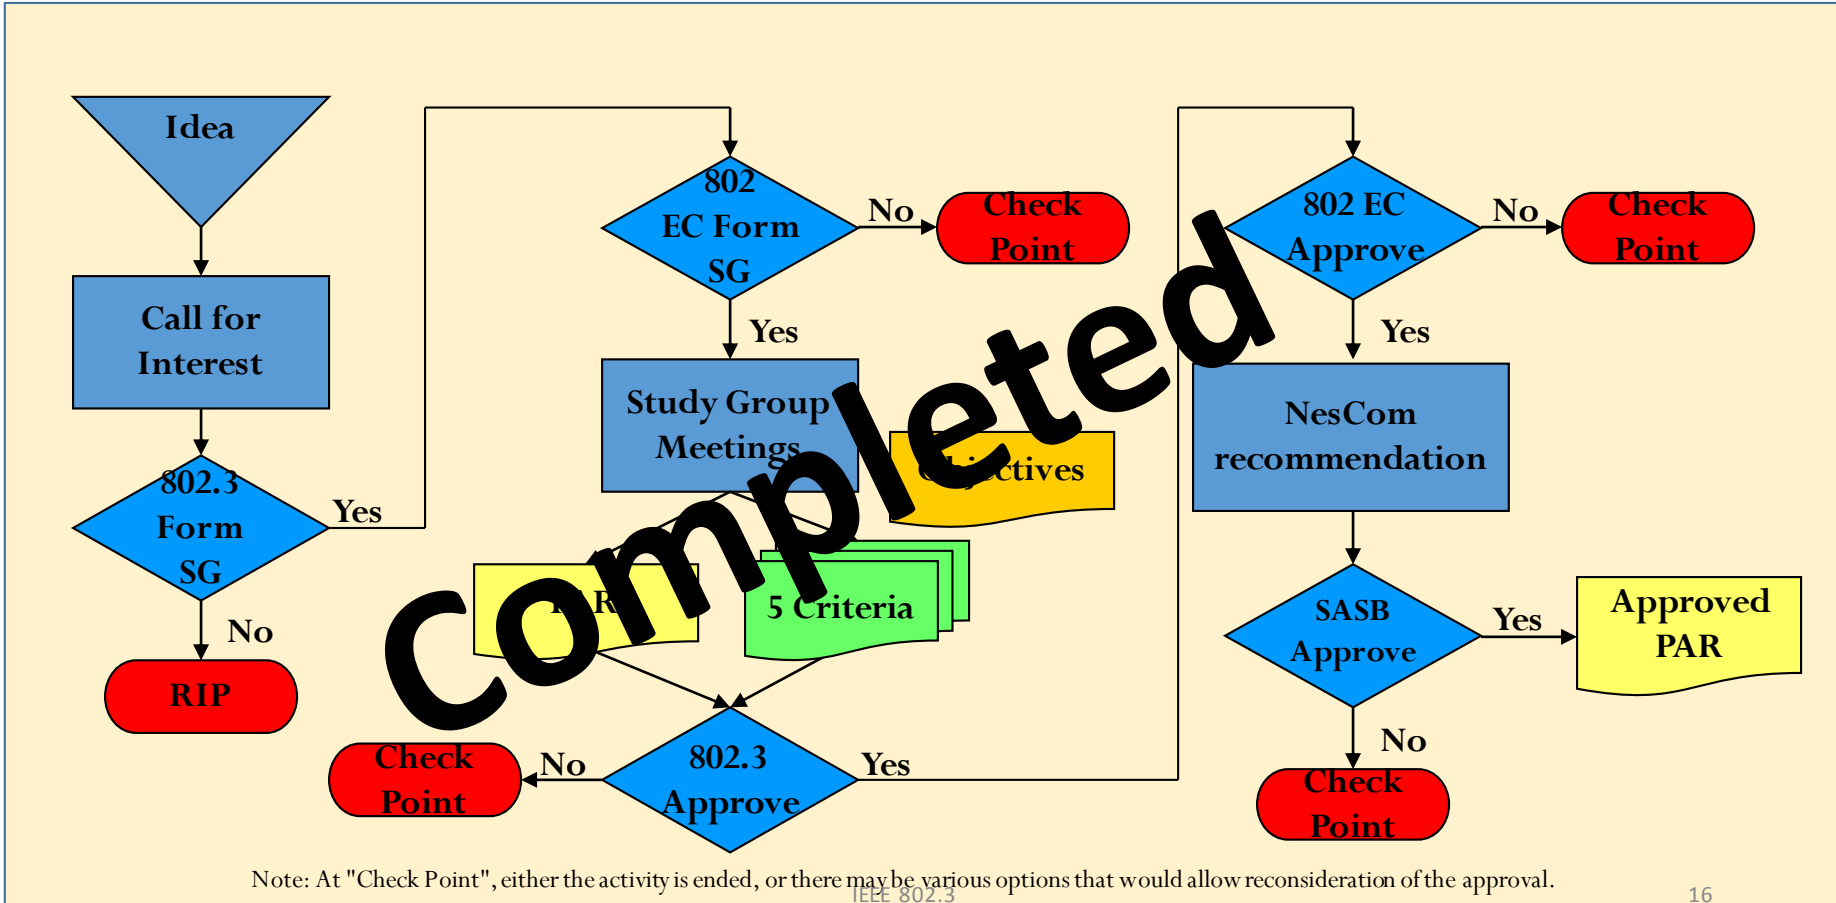 Idea
Call for
Interest
802.3
Form
SG
Yes
No
RIP
802
EC Form
SG
No
Check
Point
Yes
Study Group
Meetings
Objectives
PAR
5 Criteria
802.3
Approve
No
Check
Point
Yes
802 EC
Approve
No
Check
Point
Yes
NesCom
recommendation
SASB
Approve
Yes
Approved
PAR
No
Check
Point
Completed
Note: At "Check Point", either the activity is ended, or there may be various options that would allow reconsideration of the approval.
IEEE 802.3
16